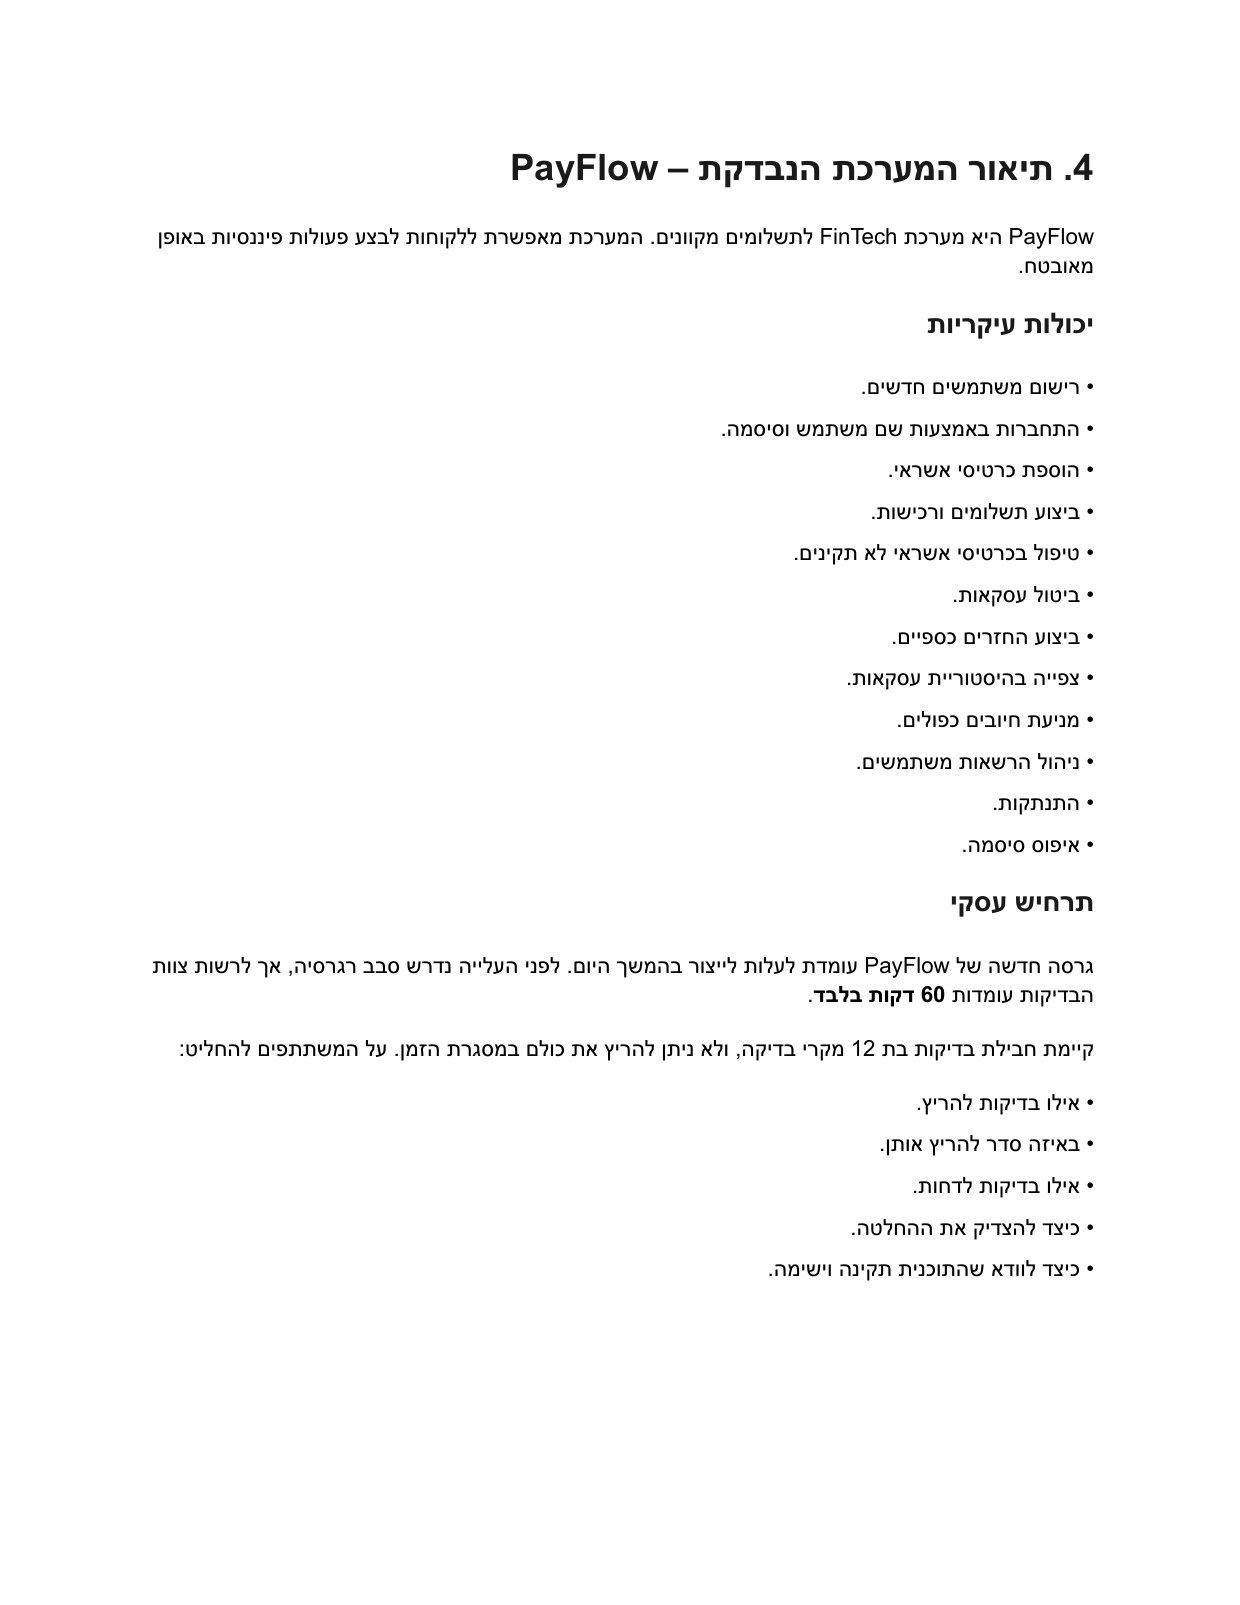 4. תיאור המערכת הנבדקת – PayFlow
PayFlow היא מערכת FinTech לתשלומים מקוונים. המערכת מאפשרת ללקוחות לבצע פעולות פיננסיות באופן
מאובטח.
יכולות עיקריות
• רישום משתמשים חדשים.
• התחברות באמצעות שם משתמש וסיסמה.
• הוספת כרטיסי אשראי.
• ביצוע תשלומים ורכישות.
• טיפול בכרטיסי אשראי לא תקינים.
• ביטול עסקאות.
• ביצוע החזרים כספיים.
• צפייה בהיסטוריית עסקאות.
• מניעת חיובים כפולים.
• ניהול הרשאות משתמשים.
• התנתקות.
• איפוס סיסמה.
תרחיש עסקי
גרסה חדשה של PayFlow עומדת לעלות לייצור בהמשך היום. לפני העלייה נדרש סבב רגרסיה, אך לרשות צוות
הבדיקות עומדות 60 דקות בלבד.
קיימת חבילת בדיקות בת 12 מקרי בדיקה, ולא ניתן להריץ את כולם במסגרת הזמן. על המשתתפים להחליט:
• אילו בדיקות להריץ.
• באיזה סדר להריץ אותן.
• אילו בדיקות לדחות.
• כיצד להצדיק את ההחלטה.
• כיצד לוודא שהתוכנית תקינה וישימה.